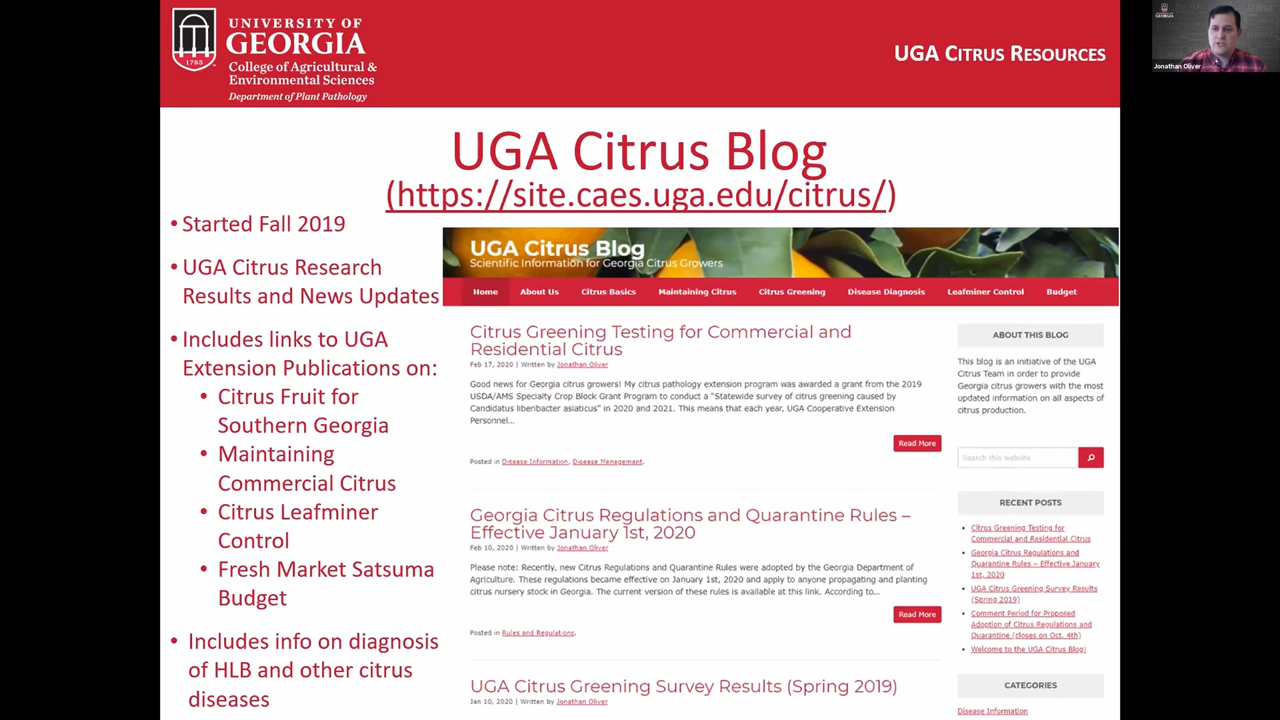 UNIVERSITY OF
GEORGIA
1785
College of Agricultural &
Environmental Sciences
Department of Plant Pathology
UGA CITRUS RESOURCES
Jonathan Oliver
UGA Citrus Blog
(https://site.caes.uga.edu/citrus/)
• Started Fall 2019
• UGA Citrus Research
Results and News Updates
• Includes links to UGA
Extension Publications on:
• Citrus Fruit for
Southern Georgia
• Maintaining
Commercial Citrus
• Citrus Leafminer
Control
• Fresh Market Satsuma
Budget
• Includes info on diagnosis
of HLB and other citrus
diseases
UGA Citrus Blog
Scientific Information for Georgia Citrus Growers
Home About Us Citrus Basics Maintaining Citrus Citrus Greening Disease Diagnosis Leafminer Control Budget
Citrus Greening Testing for Commercial and
Residential Citrus
Feb 17, 2020 | Written by Jonathan Oliver
Good news for Georgia citrus growers! My citrus pathology extension program was awarded a grant from the 2019
USDA/AMS Specialty Crop Block Grant Program to conduct a “Statewide survey of citrus greening caused by
Candidatus liberibacter asiaticus” in 2020 and 2021. This means that each year, UGA Cooperative Extension
Personnel...
Read More
Posted in Disease Information, Disease Management.
Georgia Citrus Regulations and Quarantine Rules –
Effective January 1st, 2020
Feb 10, 2020 | Written by Jonathan Oliver
Please note: Recently, new Citrus Regulations and Quarantine Rules were adopted by the Georgia Department of
Agriculture. These regulations became effective on January 1st, 2020 and apply to anyone propagating and planting
citrus nursery stock in Georgia. The current version of these rules is available at this link. According to...
Read More
Posted in Rules and Regulations.
UGA Citrus Greening Survey Results (Spring 2019)
Jan 10, 2020 | Written by Jonathan Oliver
ABOUT THIS BLOG
This blog is an initiative of the UGA
Citrus Team in order to provide
Georgia citrus growers with the most
updated information on all aspects of
citrus production.
Search this website
RECENT POSTS
• Citrus Greening Testing for
Commercial and Residential Citrus
• Georgia Citrus Regulations and
Quarantine Rules – Effective January
1st, 2020
• UGA Citrus Greening Survey Results
(Spring 2019)
• Comment Period for Proposed
Adoption of Citrus Regulations and
Quarantine (closes on Oct. 4th)
• Welcome to the UGA Citrus Blog!
CATEGORIES
Disease Information